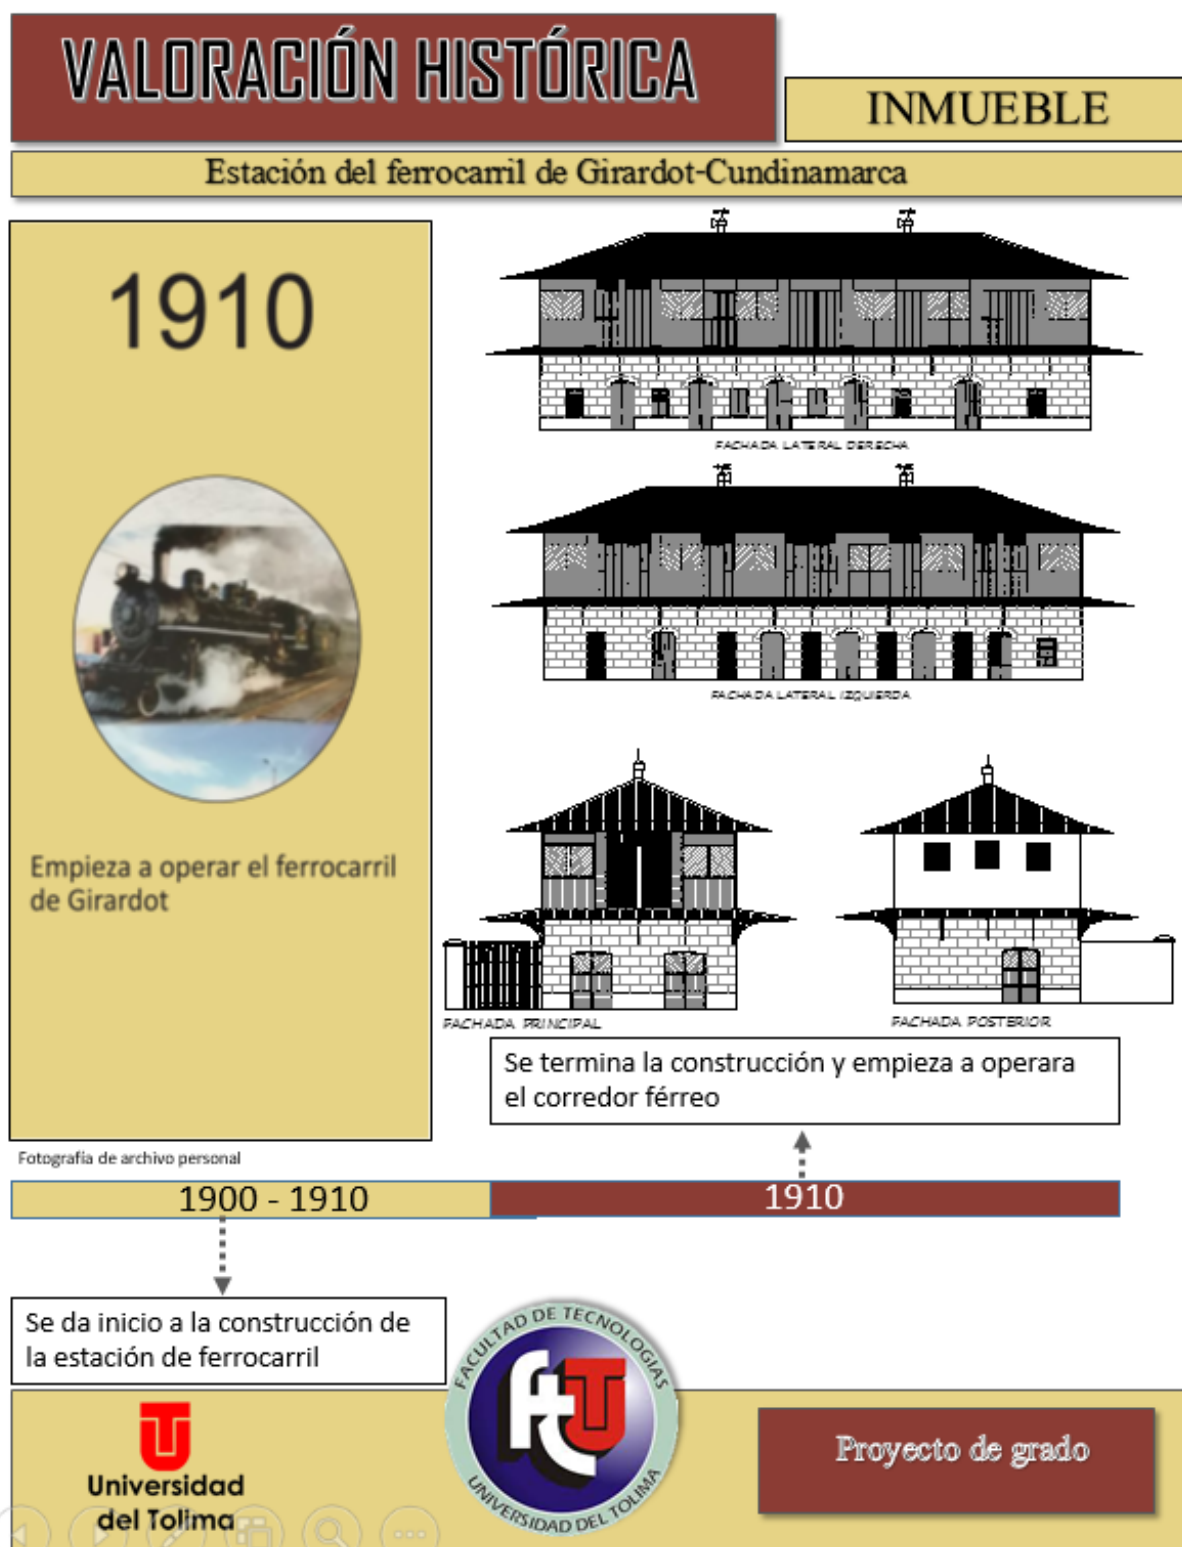 VALORACIÓN HISTÓRICA
INMUEBLE
Estación del ferrocarril de Girardot-Cundinamarca
1910
Empieza a operar el ferrocarril
de Girardot
Fotografía de archivo personal
FACHADA LATERAL DERECHA
FACHADA LATERAL IZQUIERDA
FACHADA PRINCIPAL
FACHADA POSTERIOR
Se termina la construcción y empieza a operara
el corredor férreo
1900 - 1910
1910
Se da inicio a la construcción de
la estación de ferrocarril
Universidad
del Tolima
FACULTAD DE TECNOLOGIAS
UNIVERSIDAD DEL TOLIMA
Proyecto de grado